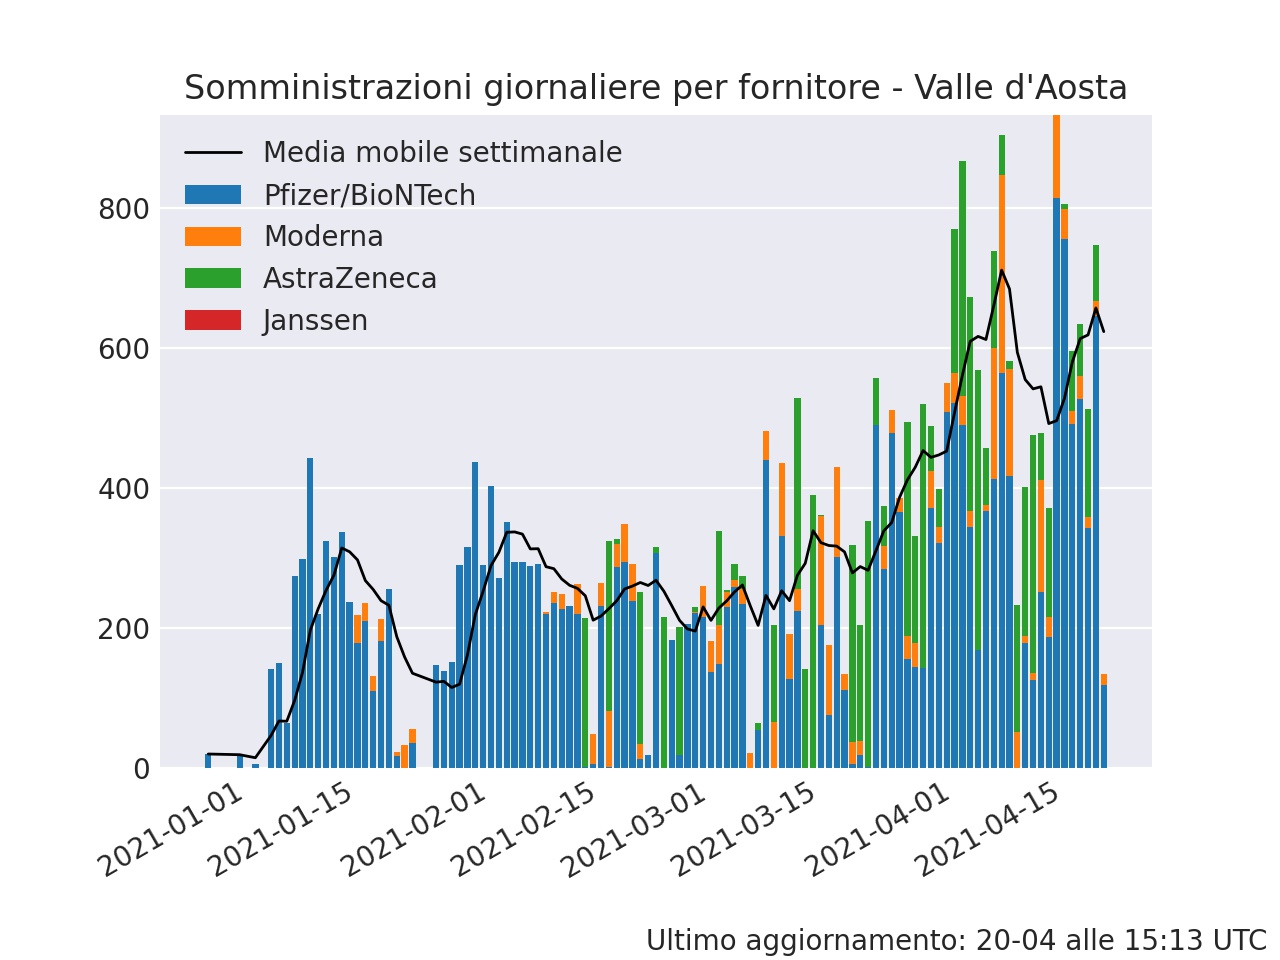 Somministrazioni giornaliere per fornitore - Valle d'Aosta
Media mobile settimanale
Pfizer/BioNTech
Moderna
AstraZeneca
Janssen
800
600
400
200
0
2021-01-01
2021-01-15
2021-02-01
2021-02-15
2021-03-01
2021-03-15
2021-04-01
2021-04-15
Ultimo aggiornamento: 20-04 alle 15:13 UTC